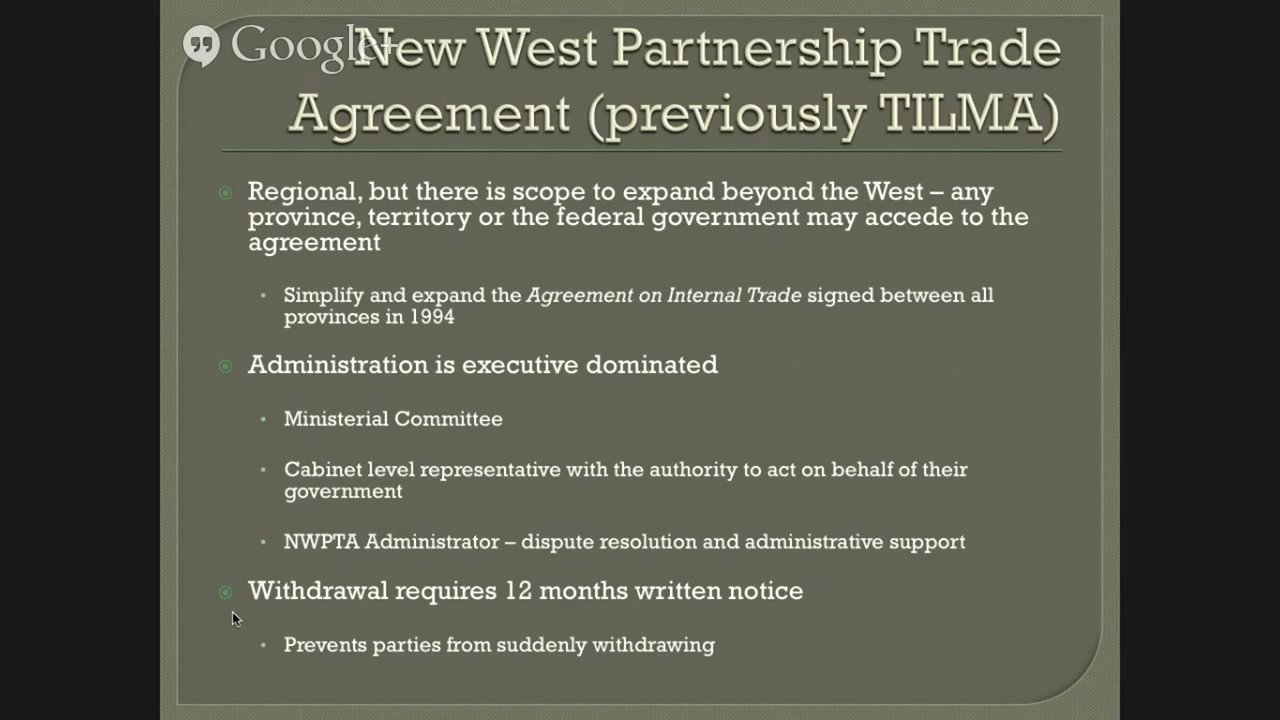 Google+
New West Partnership Trade
Agreement (previously TILMA)
Regional, but there is scope to expand beyond the West – any
province, territory or the federal government may accede to the
agreement
Simplify and expand the Agreement on Internal Trade signed between all
provinces in 1994
Administration is executive dominated
Ministerial Committee
Cabinet level representative with the authority to act on behalf of their
government
NWPTA Administrator – dispute resolution and administrative support
Withdrawal requires 12 months written notice
Prevents parties from suddenly withdrawing